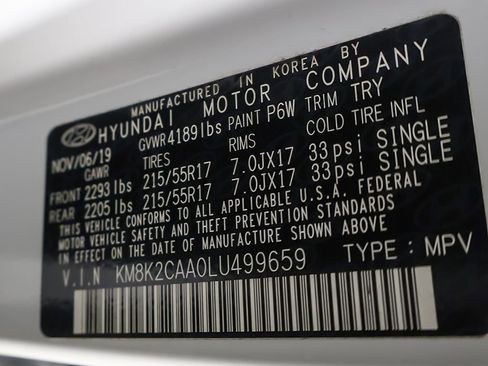 MANUFACTURED IN KOREA BY
HYUNDAI MOTOR COMPANY
NOV/06/19 GVWR 4189 lbs PAINT P6W TRIM TRY
GAWR TIRES RIMS COLD TIRE INFL
FRONT 2293 lbs 215/55R17 7.0JX17 33 psi SINGLE
REAR 2205 lbs 215/55R17 7.0JX17 33 psi SINGLE
THIS VEHICLE CONFORMS TO ALL APPLICABLE U.S.A. FEDERAL
MOTOR VEHICLE SAFETY AND THEFT PREVENTION STANDARDS
IN EFFECT ON THE DATE OF MANUFACTURE SHOWN ABOVE.
V.I.N KM8K2CAA0LU499659 TYPE : MPV